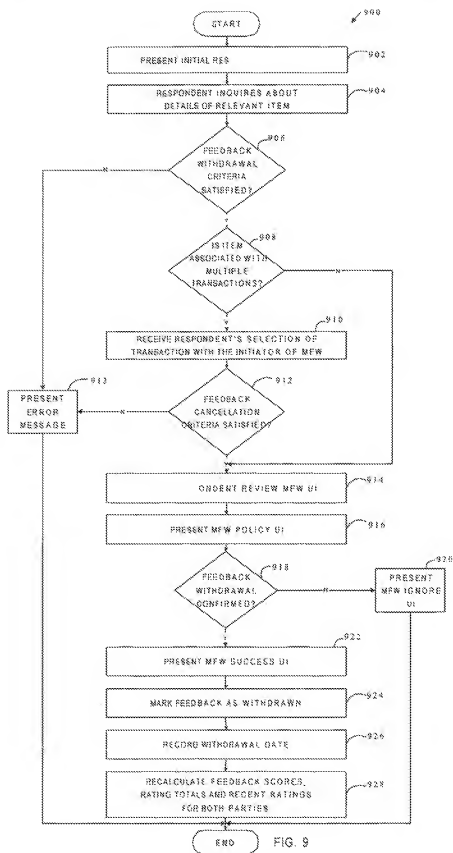 900
START
PRESENT INITIAL RES
902
RESPONDENT INQUIRES ABOUT
DETAILS OF RELEVANT ITEM
904
906
FEEDBACK
WITHDRAWAL
CRITERIA
SATISFIED?
N
Y
908
IS ITEM
ASSOCIATED WITH
MULTIPLE
TRANSACTIONS?
N
Y
910
RECEIVE RESPONDENT'S SELECTION OF
TRANSACTION WITH THE INITIATOR OF MFW
913
PRESENT
ERROR
MESSAGE
912
FEEDBACK
CANCELLATION
CRITERIA SATISFIED?
N
Y
ONDENT REVIEW MFW UI
914
PRESENT MFW POLICY UI
916
918
FEEDBACK
WITHDRAWAL
CONFIRMED?
N
920
PRESENT
MFW IGNORE
UI
Y
922
PRESENT MFW SUCCESS UI
MARK FEEDBACK AS WITHDRAWN
924
RECORD WITHDRAWAL DATE
926
RECALCULATE FEEDBACK SCORES,
RATING TOTALS AND RECENT RATINGS
FOR BOTH PARTIES
928
END
FIG. 9